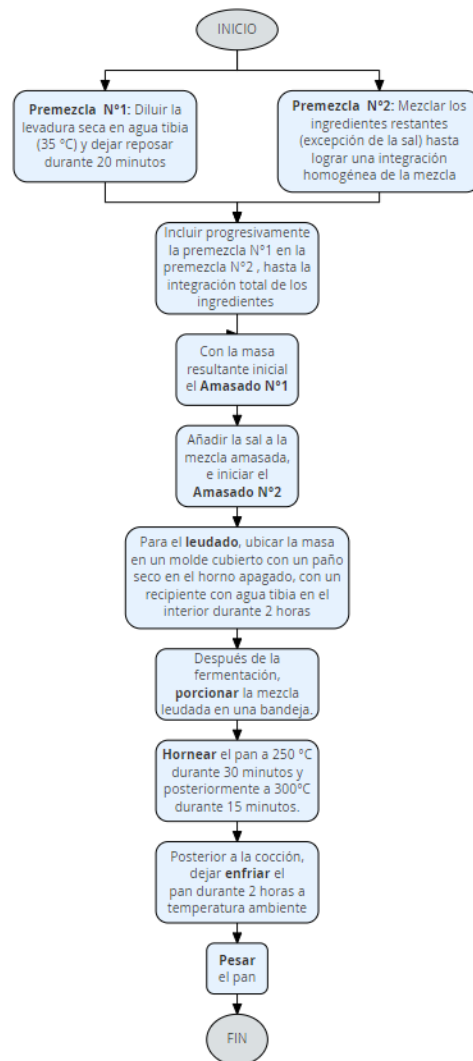 INICIO
Premezcla N°1: Diluir la
levadura seca en agua tibia
(35 °C) y dejar reposar
durante 20 minutos
Premezcla N°2: Mezclar los
ingredientes restantes
(excepción de la sal) hasta
lograr una integración
homogénea de la mezcla
Incluir progresivamente
la premezcla N°1 en la
premezcla N°2 , hasta la
integración total de los
ingredientes
Con la masa
resultante inicial
el Amasado N°1
Añadir la sal a la
mezcla amasada,
e iniciar el
Amasado N°2
Para el leudado, ubicar la masa
en un molde cubierto con un paño
seco en el horno apagado, con un
recipiente con agua tibia en el
interior durante 2 horas
Después de la
fermentación,
porcionar la mezcla
leudada en una bandeja.
Hornear el pan a 250 °C
durante 30 minutos y
posteriormente a 300°C
durante 15 minutos.
Posterior a la cocción,
dejar enfriar el
pan durante 2 horas a
temperatura ambiente
Pesar
el pan
FIN